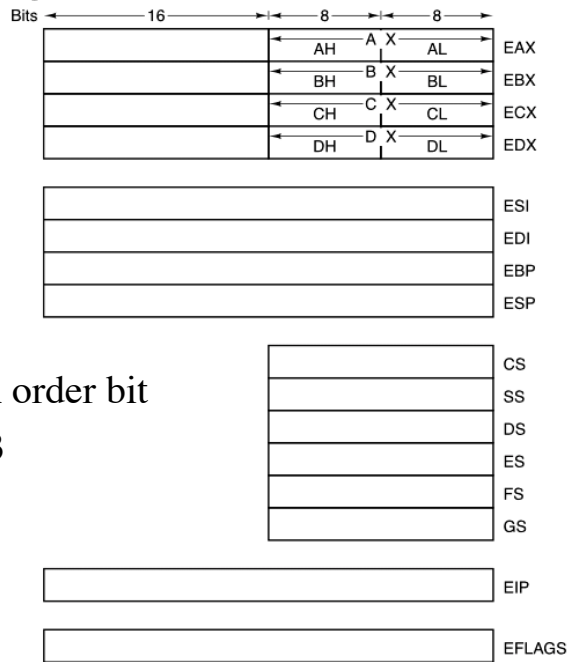 Bits 16 8 8
A X
AH AL EAX
B X
BH BL EBX
C X
CH CL ECX
D X
DH DL EDX
ESI
EDI
EBP
ESP
CS
order bit
SS
DS
ES
FS
GS
EIP
EFLAGS